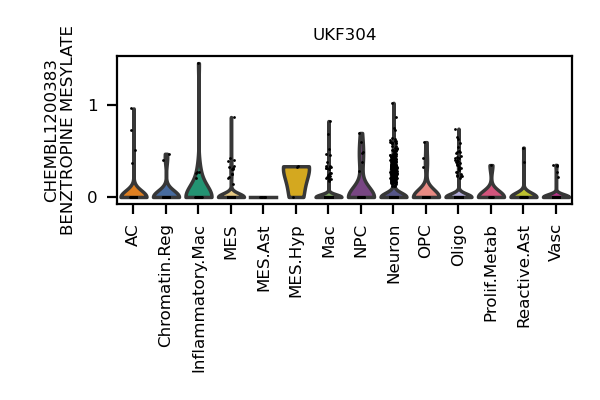 UKF304
CHEMBL1200383
BENZTROPINE MESYLATE
1
0
AC
Chromatin.Reg
Inflammatory.Mac
MES
MES.Ast
MES.Hyp
Mac
NPC
Neuron
OPC
Oligo
Prolif.Metab
Reactive.Ast
Vasc